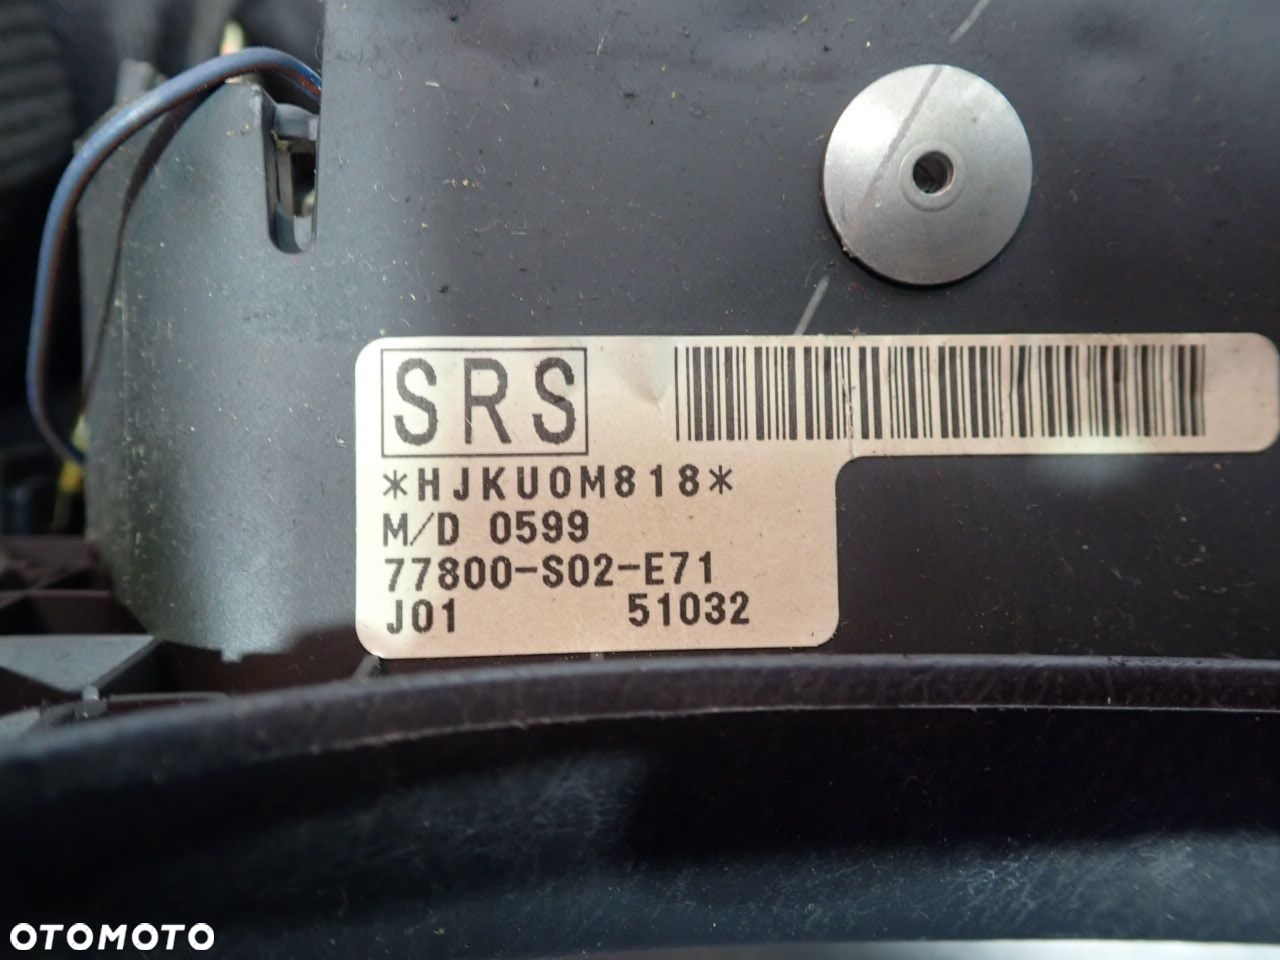 SRS
*HJKU0M818*
M/D 0599
77800-S02-E71
J01 51032
OTOMOTO